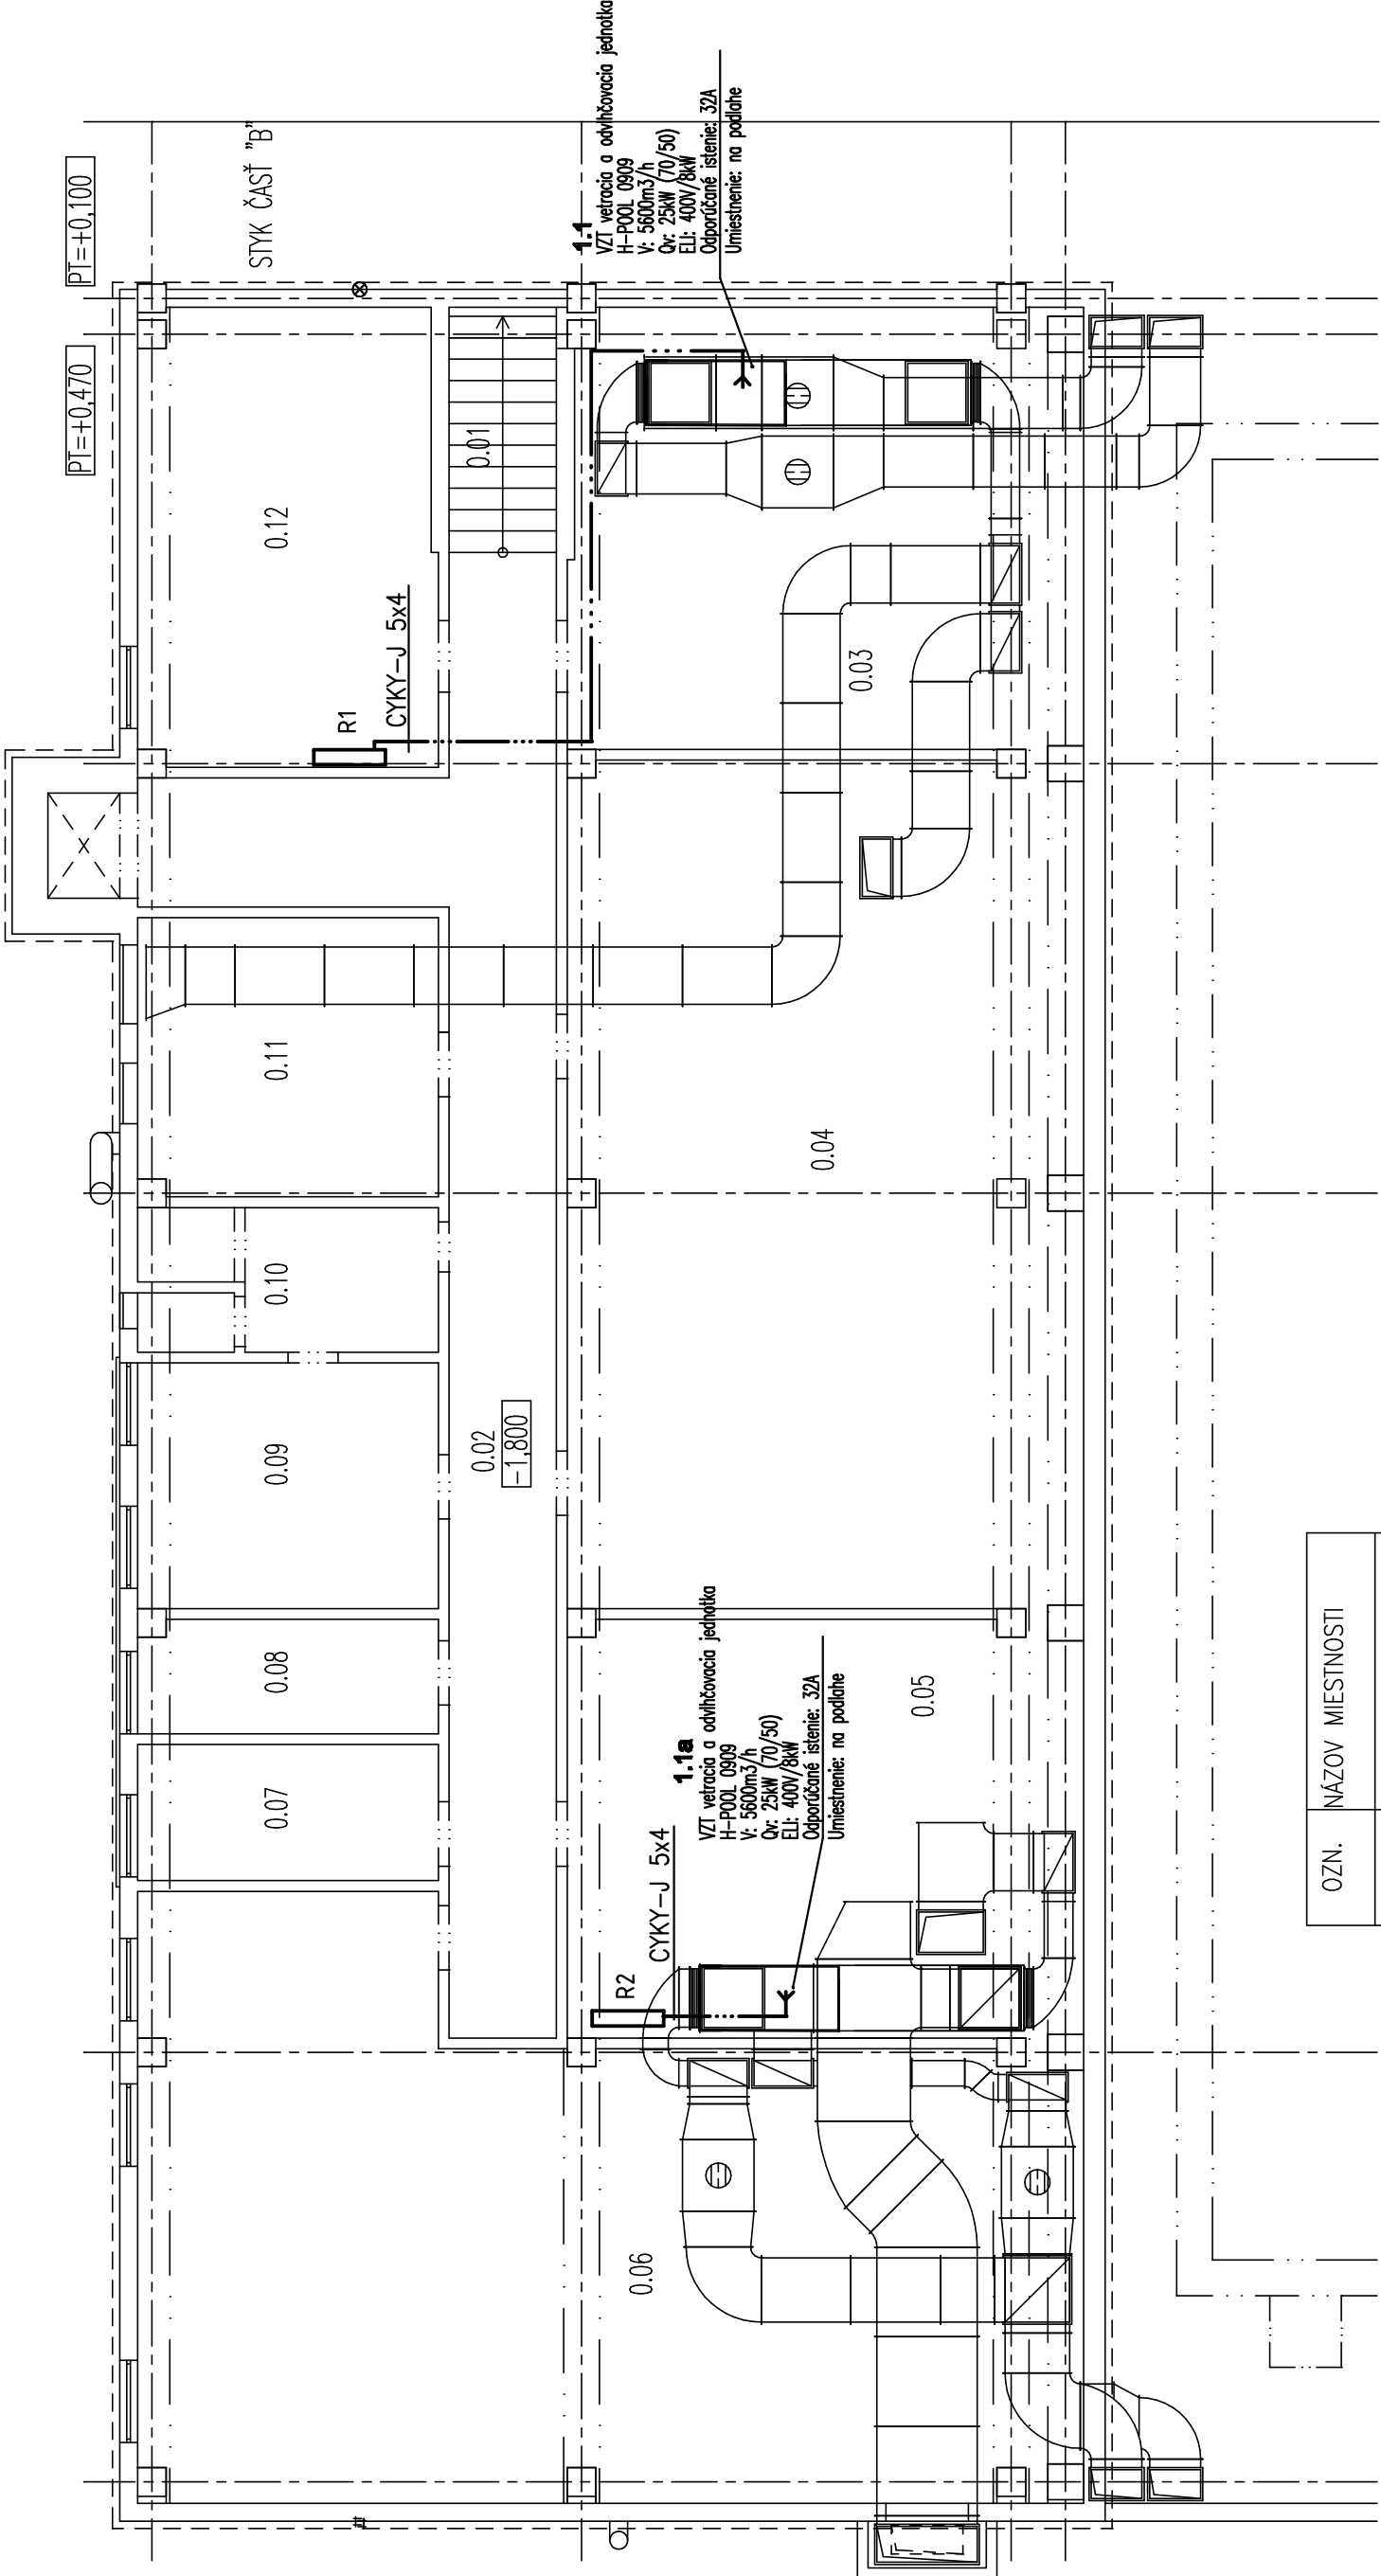 PT=+0,100
PT=+0,470
STYK ČASŤ "B"
0.12
0.01
R1
CYKY-J 5x4
1.1
VZT vetracia a odvlhčovacia jednotka
H-POOL 0909
V: 5600m3/h
Qv: 25kW (70/50)
ELI: 400V/8kW
Odporúčané istenie: 32A
Umiestnenie: na podlahe
0.03
0.11
0.04
0.10
0.09
0.02
-1,800
0.08
0.07
1.1a
VZT vetracia a odvlhčovacia jednotka
H-POOL 0909
V: 5600m3/h
Qv: 25kW (70/50)
ELI: 400V/8kW
Odporúčané istenie: 32A
Umiestnenie: na podlahe
0.05
R2
CYKY-J 5x4
0.06
OZN. NÁZOV MIESTNOSTI